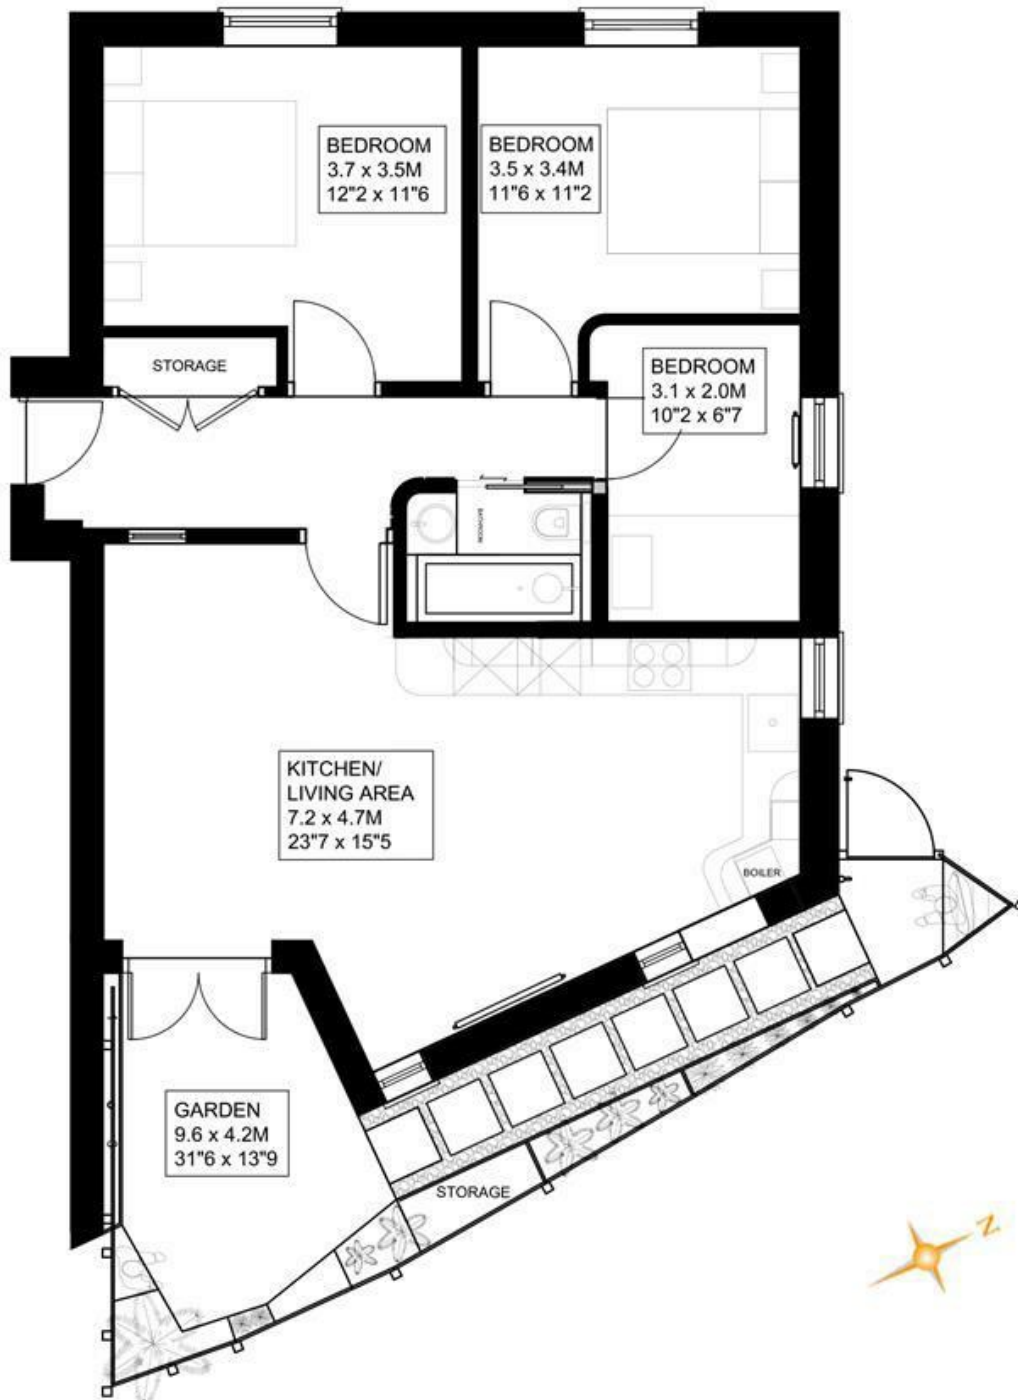 BEDROOM
3.7 x 3.5M
12"2 x 11"6
BEDROOM
3.5 x 3.4M
11"6 x 11"2
STORAGE
BEDROOM
3.1 x 2.0M
10"2 x 6"7
BATHROOM
KITCHEN/
LIVING AREA
7.2 x 4.7M
23"7 x 15"5
BOILER
GARDEN
9.6 x 4.2M
31"6 x 13"9
STORAGE
N